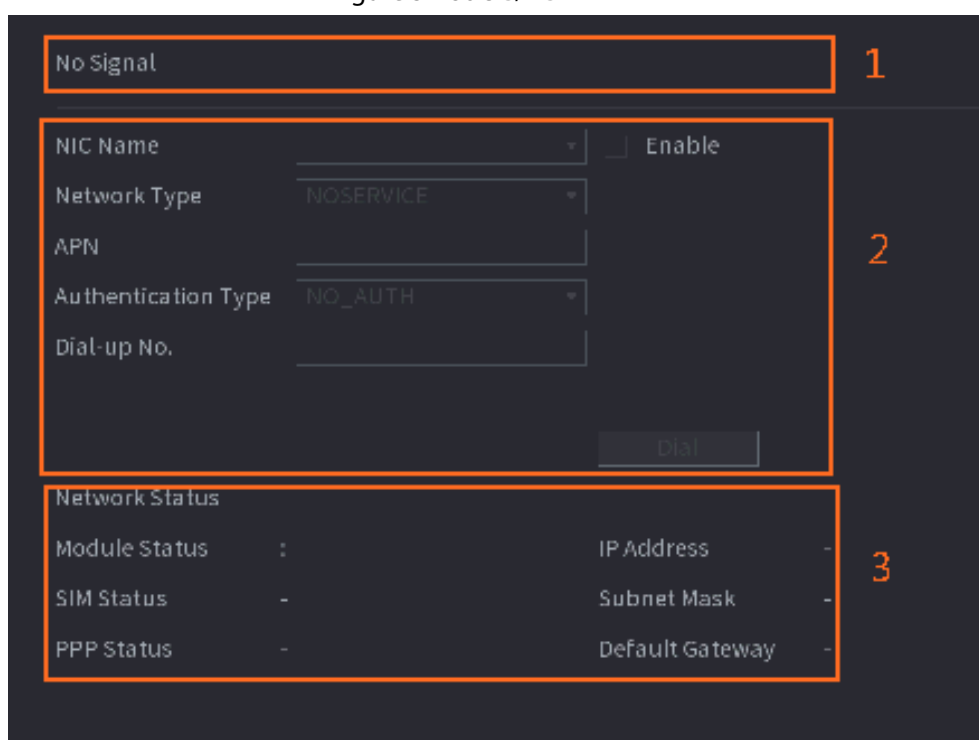 No Signal
1
NIC Name Enable
Network Type NOSERVICE
APN
2
Authentication Type NO_AUTH
Dial-up No.
Dial
Network Status
Module Status : IP Address -
3
SIM Status - Subnet Mask -
PPP Status - Default Gateway -